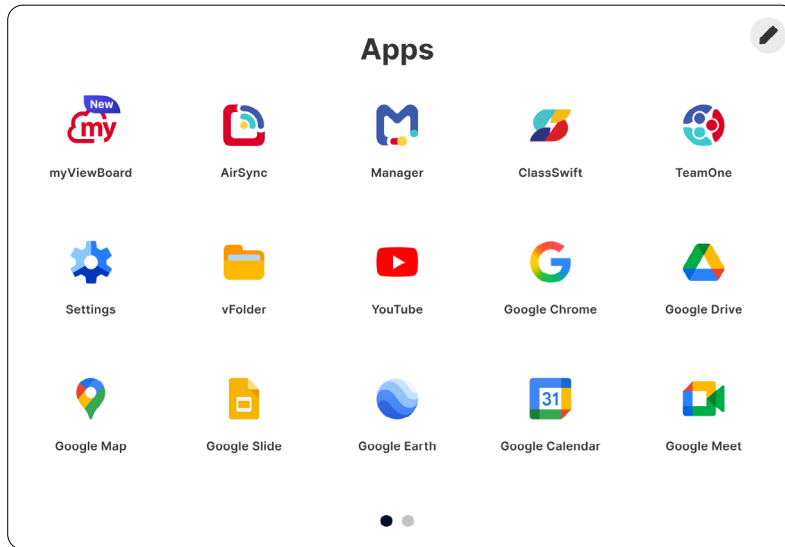 Apps
New
my
myViewBoard
AirSync
Manager
ClassSwift
TeamOne
Settings
vFolder
YouTube
Google Chrome
Google Drive
31
Google Map
Google Slide
Google Earth
Google Calendar
Google Meet